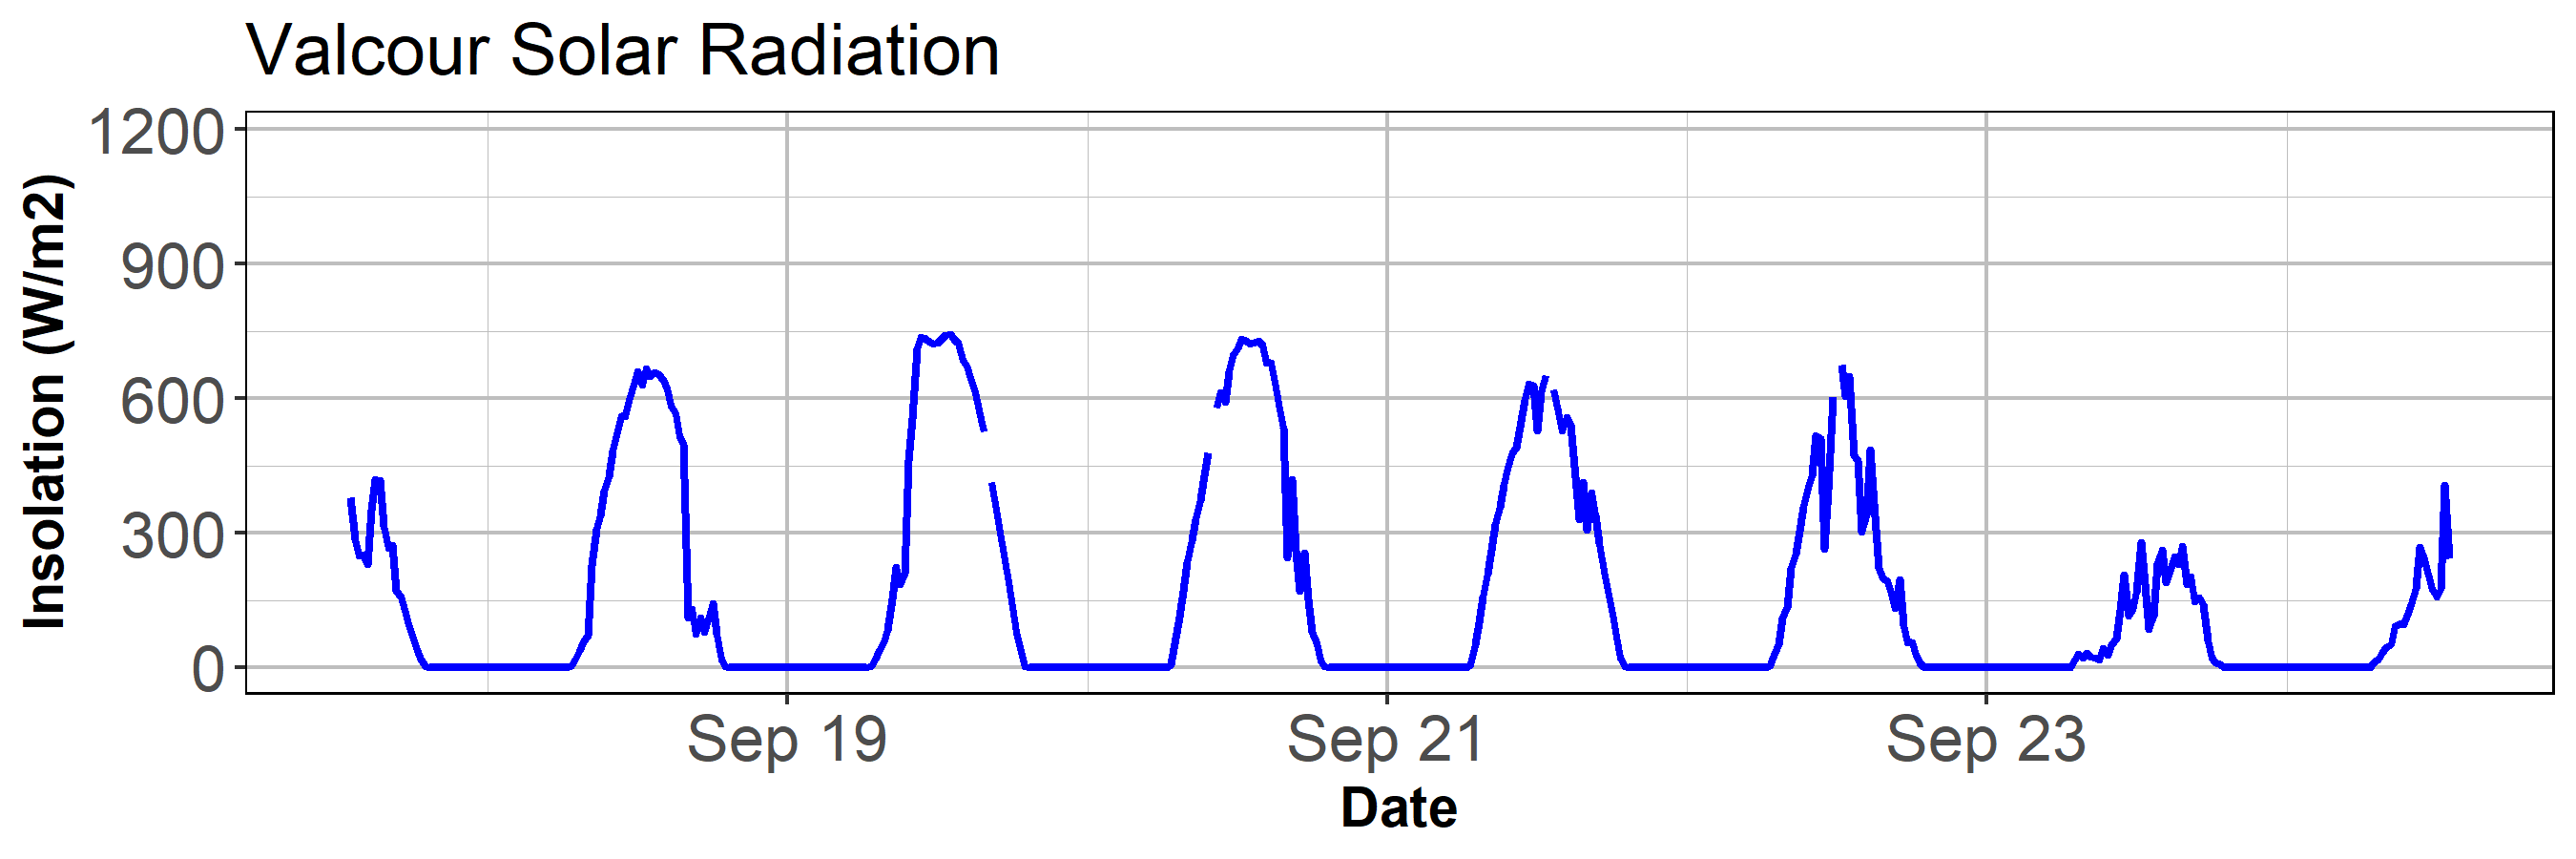 Valcour Solar Radiation
1200
900
600
300
0
Insolation (W/m2)
Sep 19
Sep 21
Sep 23
Date